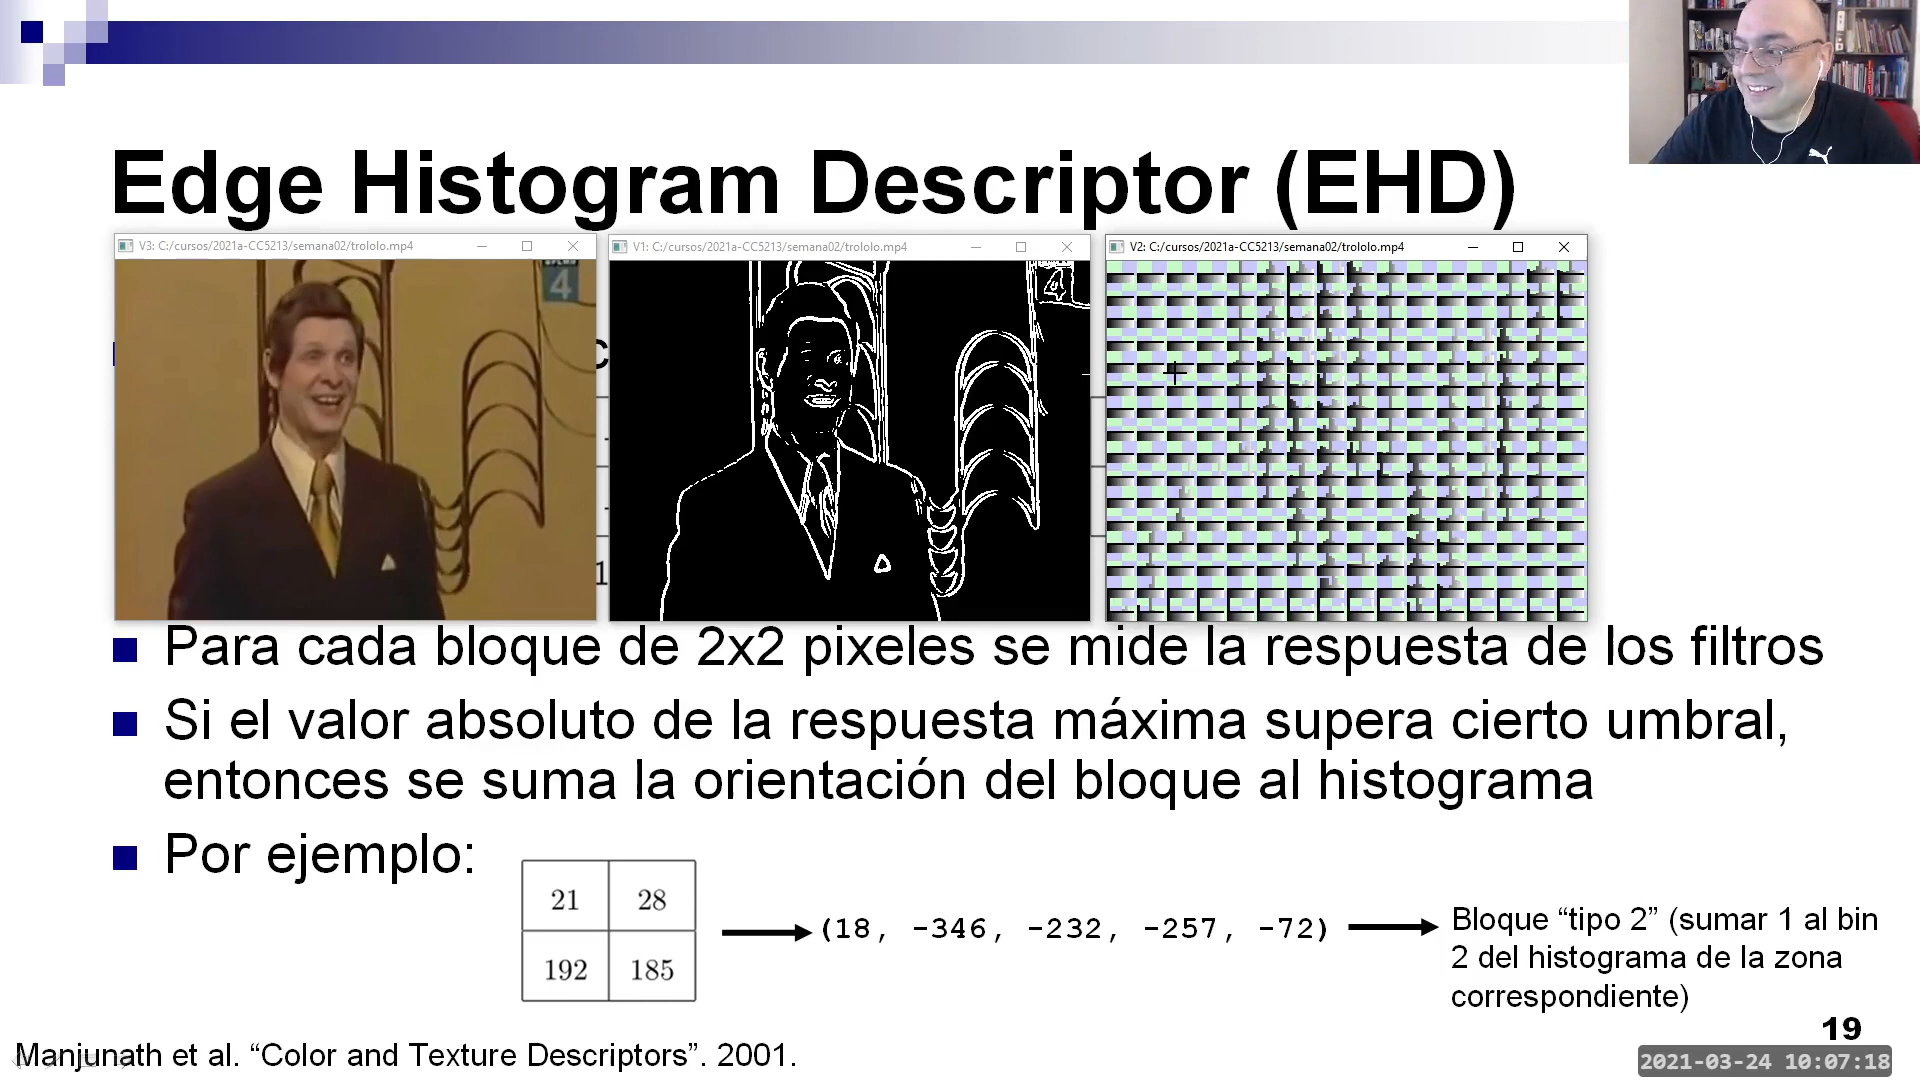 Edge Histogram Descriptor (EHD)
V3: C:/cursos/2021a-CC5213/semana02/trololo.mp4
V1: C:/cursos/2021a-CC5213/semana02/trololo.mp4
V2: C:/cursos/2021a-CC5213/semana02/trololo.mp4
4
4
Para cada bloque de 2x2 pixeles se mide la respuesta de los filtros
Si el valor absoluto de la respuesta máxima supera cierto umbral,
entonces se suma la orientación del bloque al histograma
Por ejemplo:
21 28
192 185
(18, -346, -232, -257, -72)
Bloque “tipo 2” (sumar 1 al bin
2 del histograma de la zona
correspondiente)
19
Manjunath et al. “Color and Texture Descriptors”. 2001.
2021-03-24 10:07:18